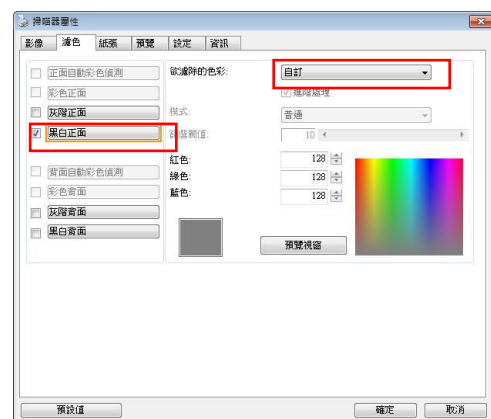 掃瞄器屬性
影像 濾色 紙張 預覽 設定 資訊
正面自動彩色偵測
彩色正面
灰階正面
黑白正面
背面自動彩色偵測
彩色背面
灰階背面
黑白背面
欲濾除的色彩: 自訂
進階處理
模式: 普通
10
紅色: 128
綠色: 128
藍色: 128
預覽視窗
預設值 確定 取消